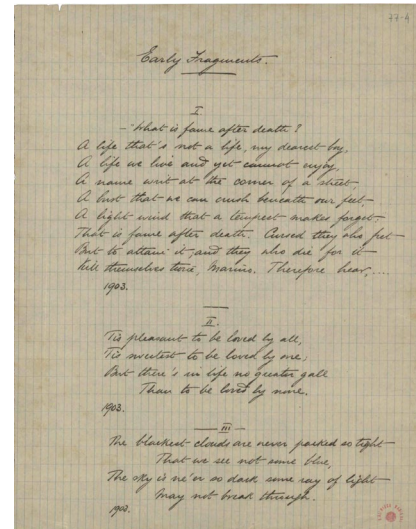 77-4
Early Fragments.
I.
– What is fame after death?
A life that's not a life, my dearest boy,
A life we live and yet cannot enjoy,
A name writ at the corner of a street,
A bust that we can crush beneath our feet –
A light wind that a tempest makes forgot –
That is fame after death. Cursed they who fret
But to attain it; and they who die for it
Kill themselves twice, Marius. Therefore hear, ...
1903.
II.
Tis pleasant to be loved by all,
Tis sweetest to be loved by one;
But there's in life no greater gall
Than to be loved by none.
1903.
III
The blackest clouds are never packed so tight
That we see not some blue,
The sky is ne'er so dark some ray of light
May not break through.
1903.